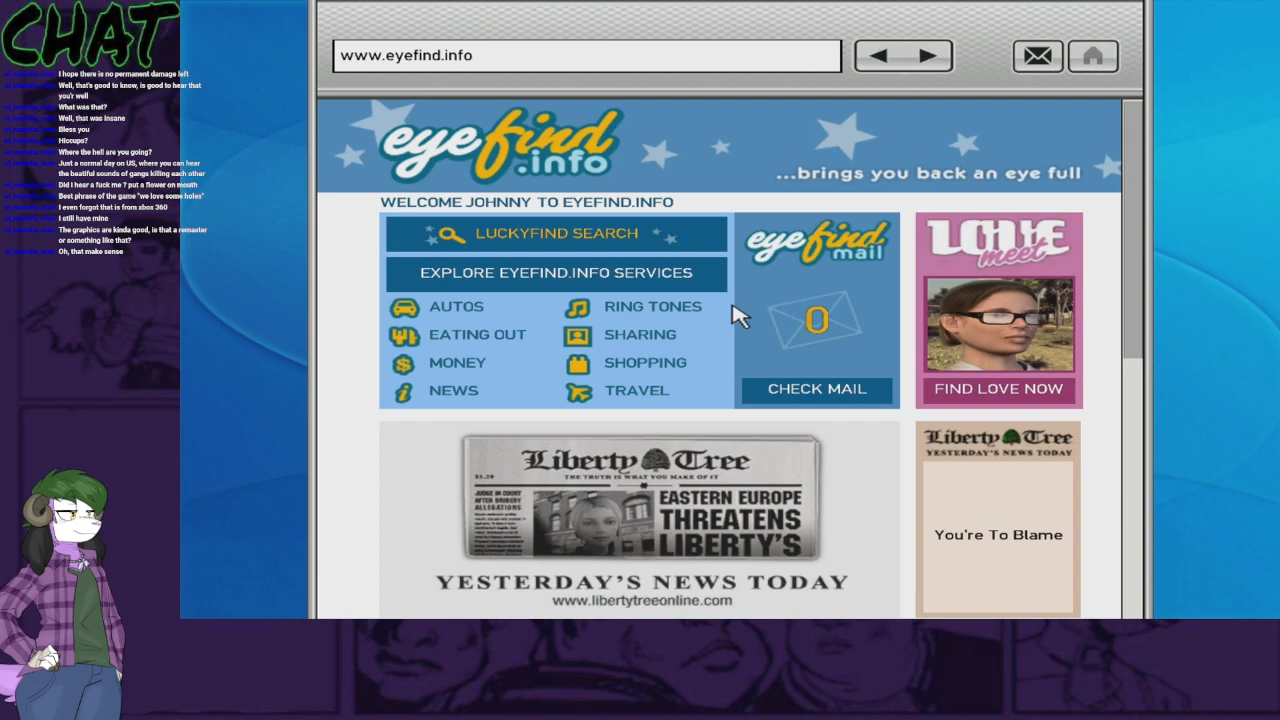 CHAT
I hope there is no permanent damage left
Well, that's good to know, is good to hear that
you'r well
What was that?
Well, that was insane
Bless you
Hiccups?
Where the hell are you going?
Just a normal day on US, where you can hear
the beatiful sounds of gangs killing each other
Did I hear a fuck me ? put a flower on mouth
Best phrase of the game "we love some holes"
I even forgot that is from xbox 360
I still have mine
The graphics are kinda good, is that a remaster
or something like that?
Oh, that make sense
www.eyefind.info
eyefind
.info
...brings you back an eye full
WELCOME JOHNNY TO EYEFIND.INFO
LUCKYFIND SEARCH
EXPLORE EYEFIND.INFO SERVICES
AUTOS
RING TONES
EATING OUT
SHARING
MONEY
SHOPPING
NEWS
TRAVEL
eyefind
mail
0
CHECK MAIL
LOVE
meet
FIND LOVE NOW
Liberty Tree
THE TRUTH IS WHAT YOU MAKE OF IT
$1.20
JUDGE IN COURT
AFTER BRIBERY
ALLEGATIONS
EASTERN EUROPE
THREATENS
LIBERTY'S
YESTERDAY'S NEWS TODAY
www.libertytreeonline.com
Liberty Tree
YESTERDAY'S NEWS TODAY
You're To Blame